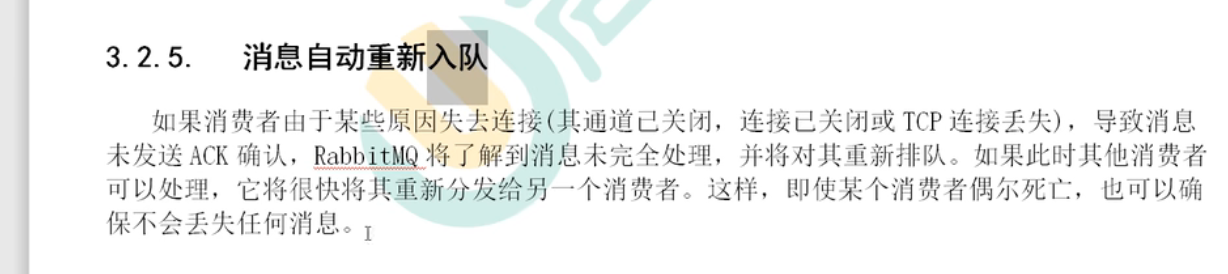 3.2.5. 消息自动重新入队
如果消费者由于某些原因失去连接(其通道已关闭，连接已关闭或 TCP 连接丢失)，导致消息
未发送 ACK 确认，RabbitMQ 将了解到消息未完全处理，并将对其重新排队。如果此时其他消费者
可以处理，它将很快将其重新分发给另一个消费者。这样，即使某个消费者偶尔死亡，也可以确
保不会丢失任何消息。